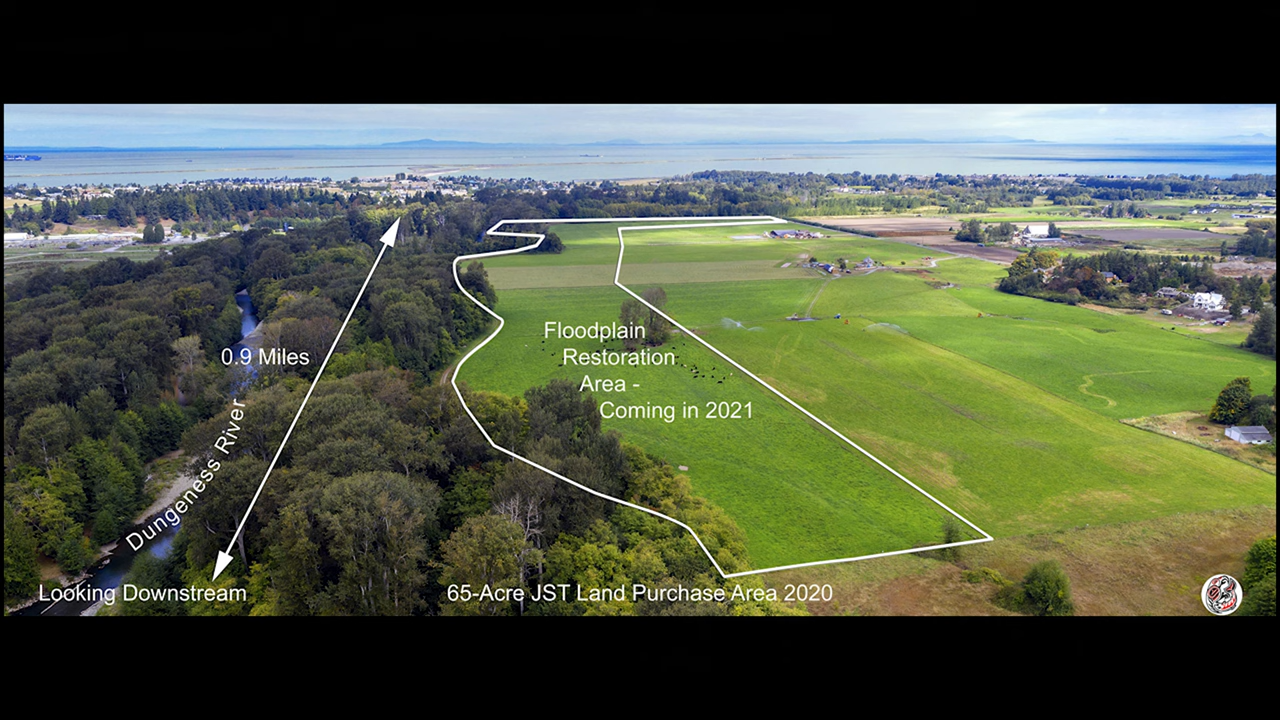 0.9 Miles
Dungeness River
Looking Downstream
Floodplain
Restoration
Area -
Coming in 2021
65-Acre JST Land Purchase Area 2020